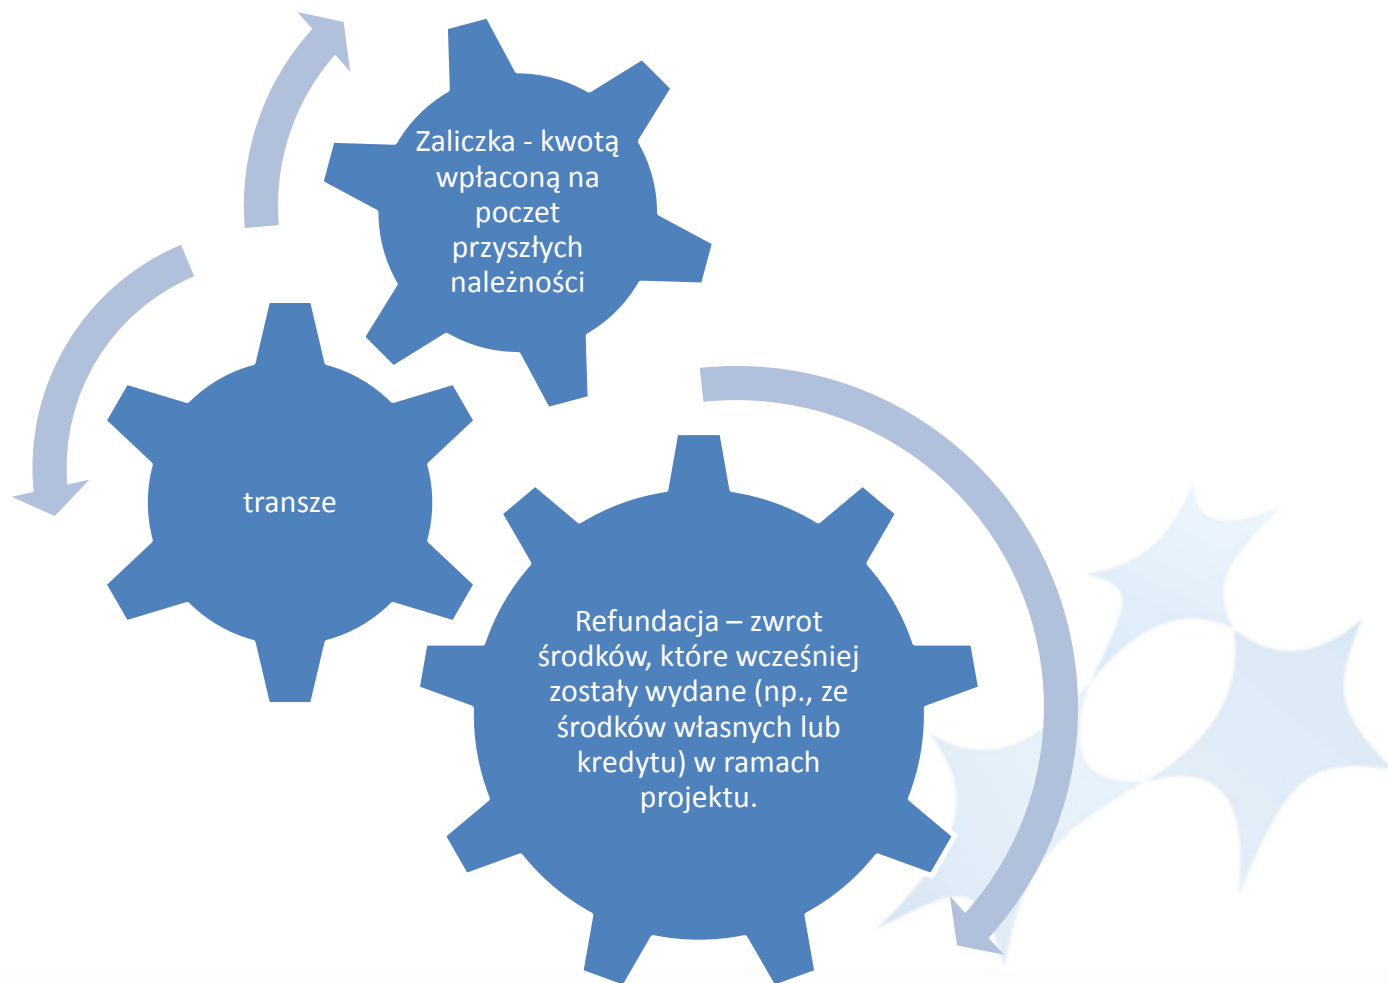 Zaliczka - kwotą
wpłaconą na
poczet
przyszłych
należności
transze
Refundacja – zwrot
środków, które wcześniej
zostały wydane (np., ze
środków własnych lub
kredytu) w ramach
projektu.